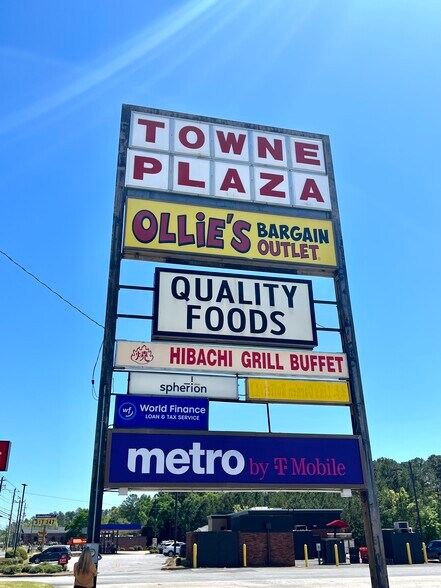 TOWNE
PLAZA
OLLiE's BARGAIN
OUTLET
QUALITY
FOODS
HIBACHI GRILL BUFFET
spherion
wf World Finance
LOAN & TAX SERVICE
metro by T Mobile